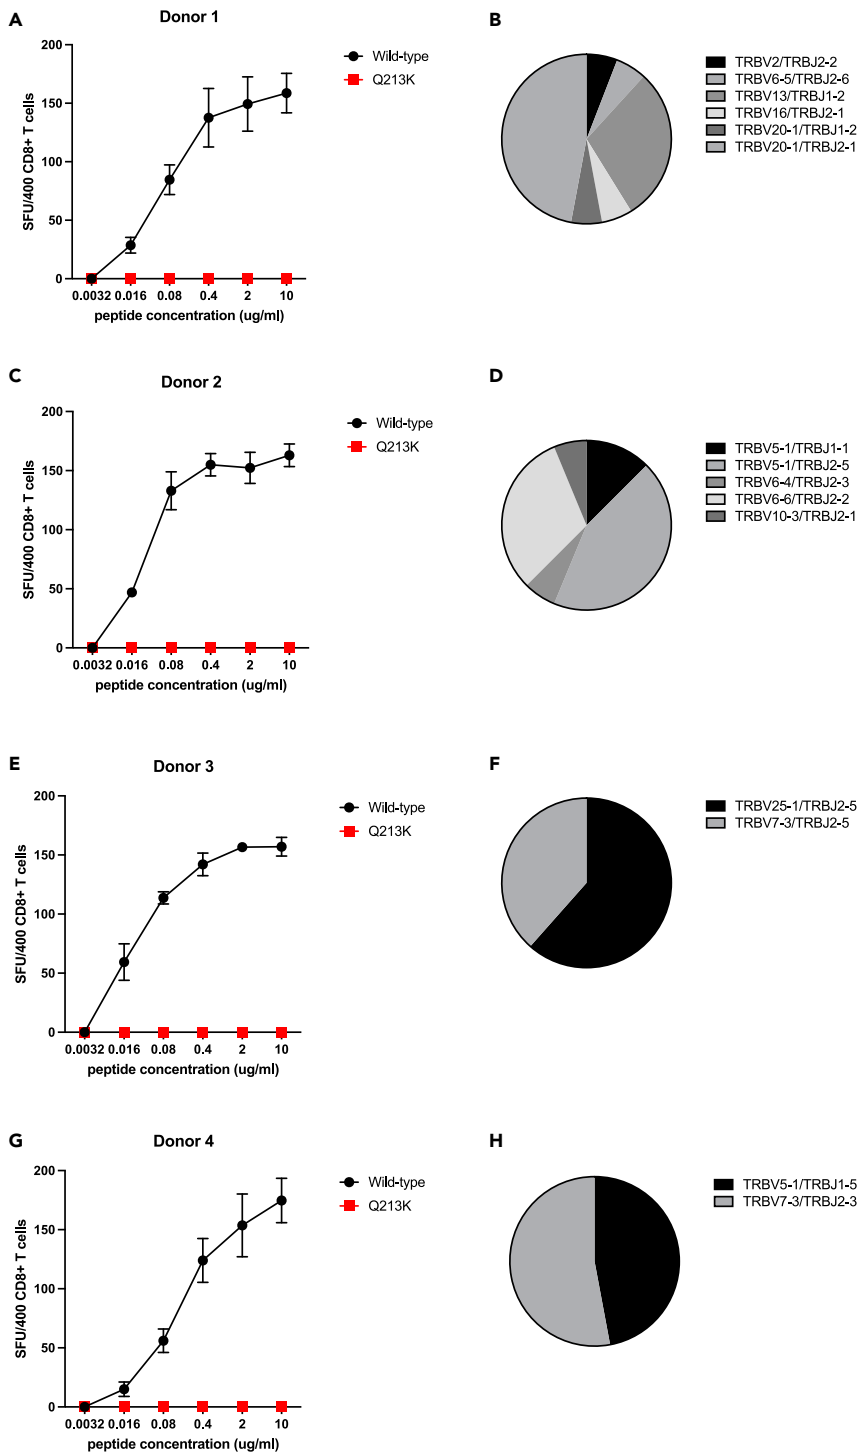 A
Donor 1
200
150
100
50
0
SFU/400 CD8+ T cells
0.0032 0.016 0.08 0.4 2 10
peptide concentration (ug/ml)
Wild-type
Q213K
B
TRBV2/TRBJ2-2
TRBV6-5/TRBJ2-6
TRBV13/TRBJ1-2
TRBV16/TRBJ2-1
TRBV20-1/TRBJ1-2
TRBV20-1/TRBJ2-1
C
Donor 2
200
150
100
50
0
SFU/400 CD8+ T cells
0.0032 0.016 0.08 0.4 2 10
peptide concentration (ug/ml)
Wild-type
Q213K
D
TRBV5-1/TRBJ1-1
TRBV5-1/TRBJ2-5
TRBV6-4/TRBJ2-3
TRBV6-6/TRBJ2-2
TRBV10-3/TRBJ2-1
E
Donor 3
200
150
100
50
0
SFU/400 CD8+ T cells
0.0032 0.016 0.08 0.4 2 10
peptide concentration (ug/ml)
Wild-type
Q213K
F
TRBV25-1/TRBJ2-5
TRBV7-3/TRBJ2-5
G
Donor 4
200
150
100
50
0
SFU/400 CD8+ T cells
0.0032 0.016 0.08 0.4 2 10
peptide concentration (ug/ml)
Wild-type
Q213K
H
TRBV5-1/TRBJ1-5
TRBV7-3/TRBJ2-3